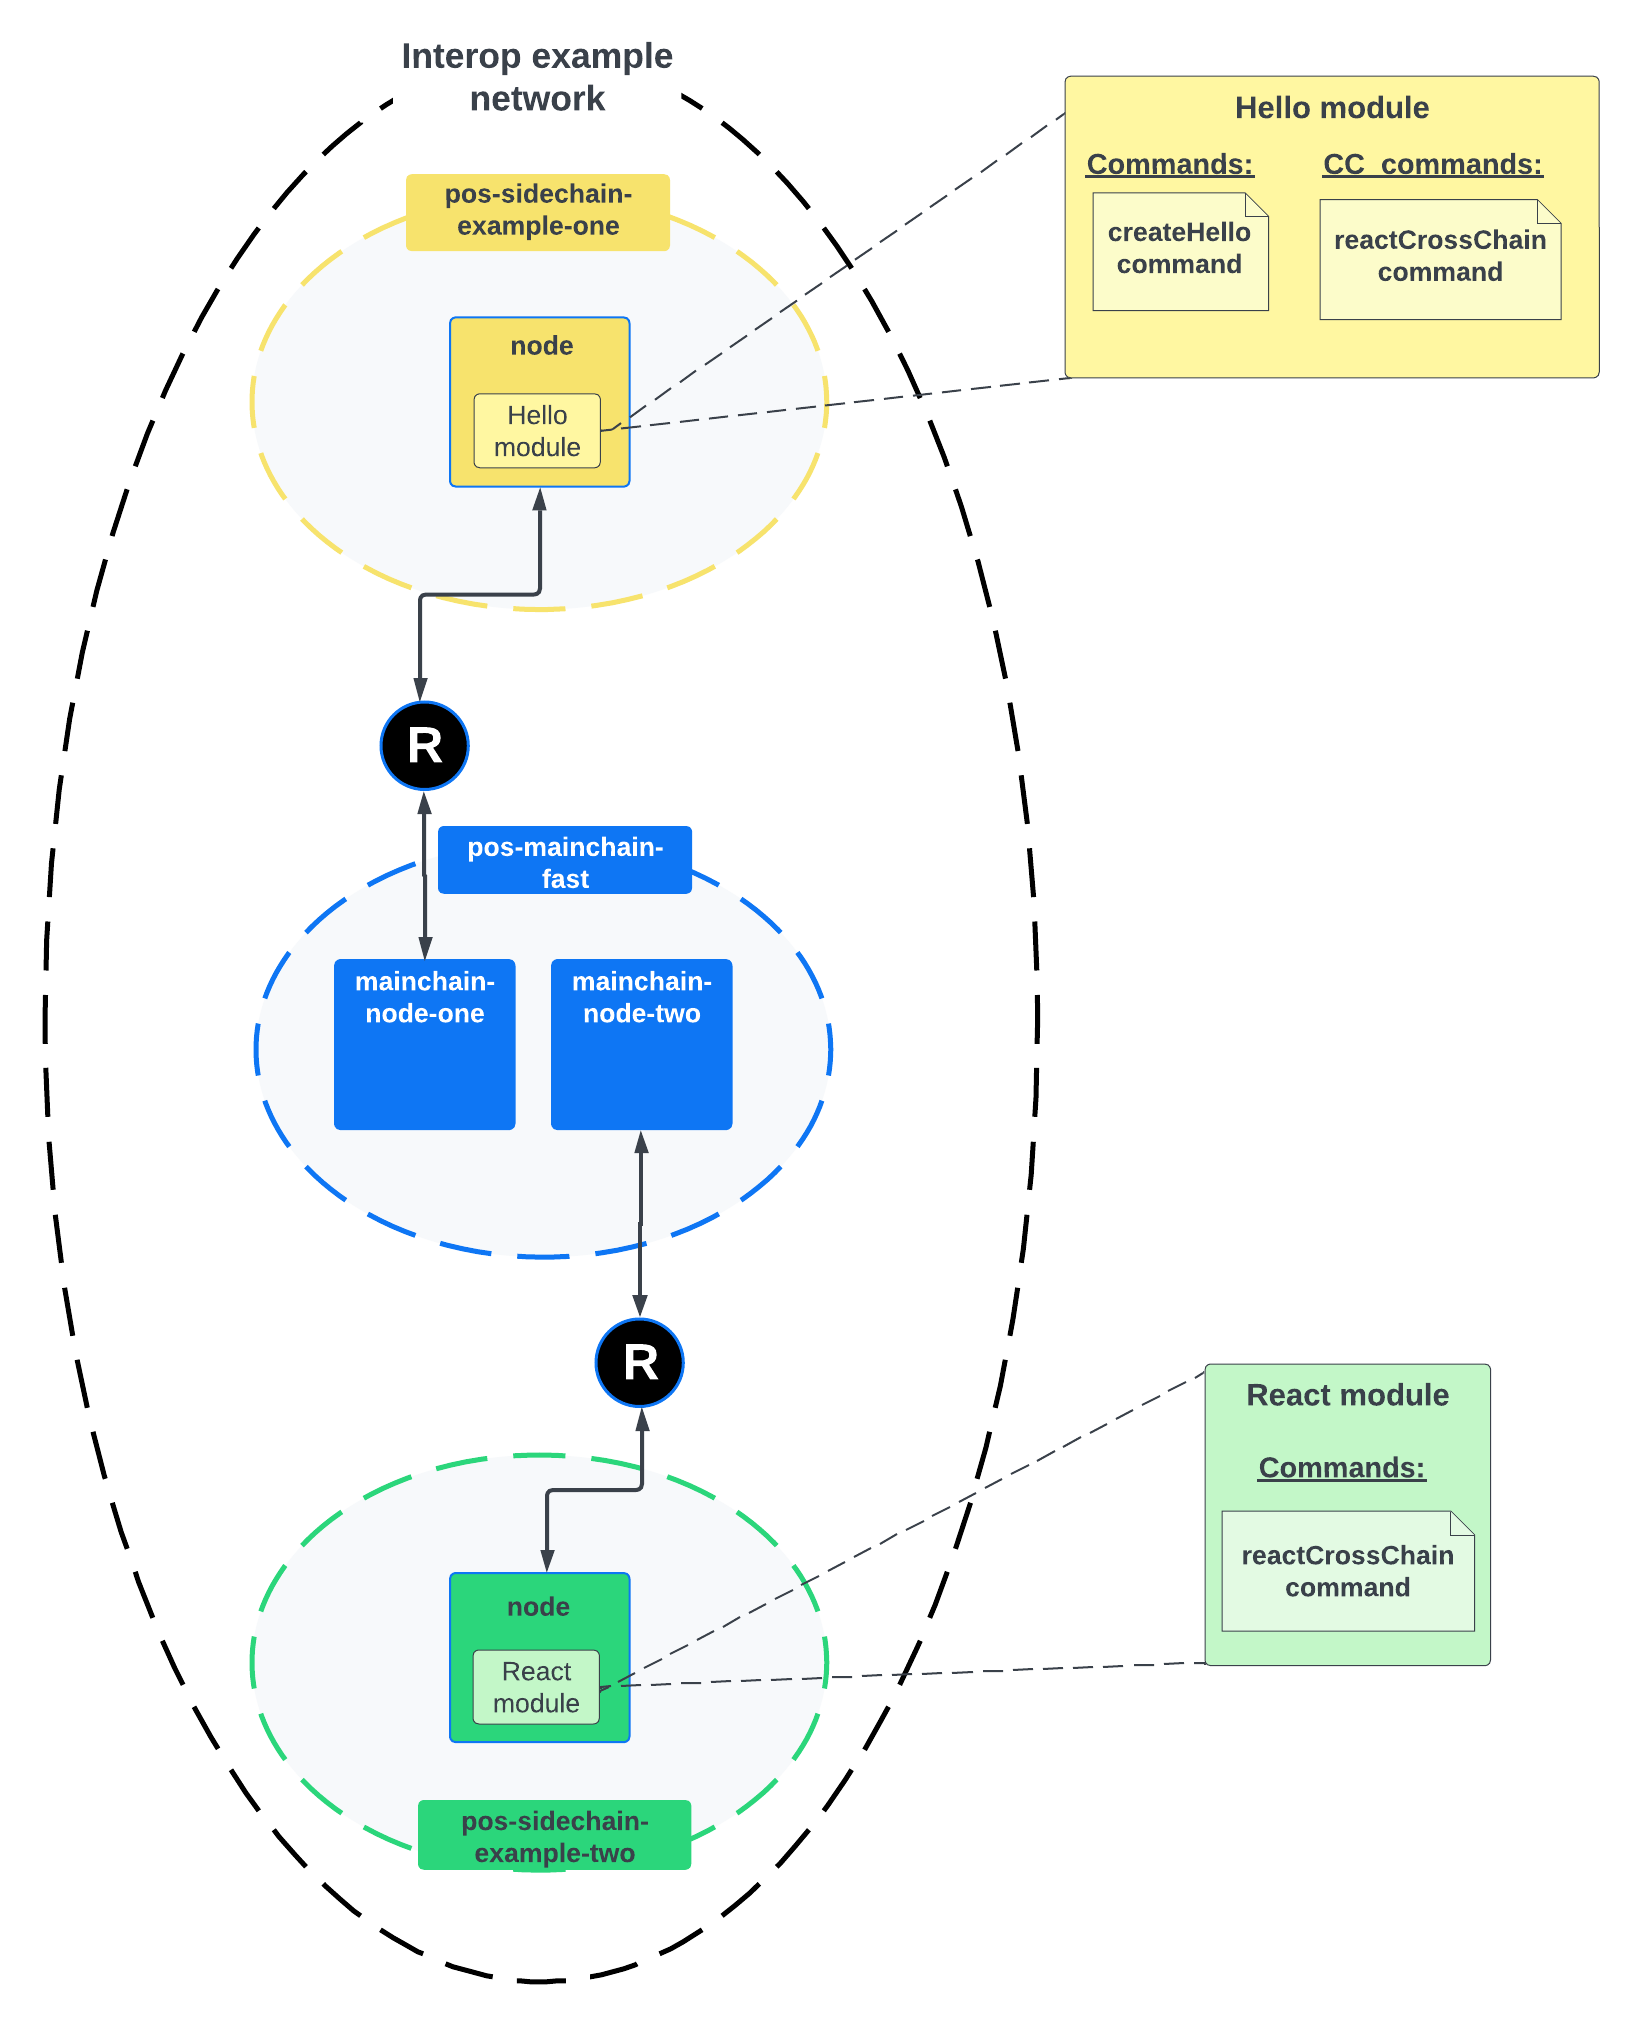 Interop example
network
Hello module
Commands:
CC_commands:
createHello
command
reactCrossChain
command
pos-sidechain-
example-one
node
Hello
module
R
pos-mainchain-
fast
mainchain-
node-one
mainchain-
node-two
R
React module
Commands:
reactCrossChain
command
node
React
module
pos-sidechain-
example-two